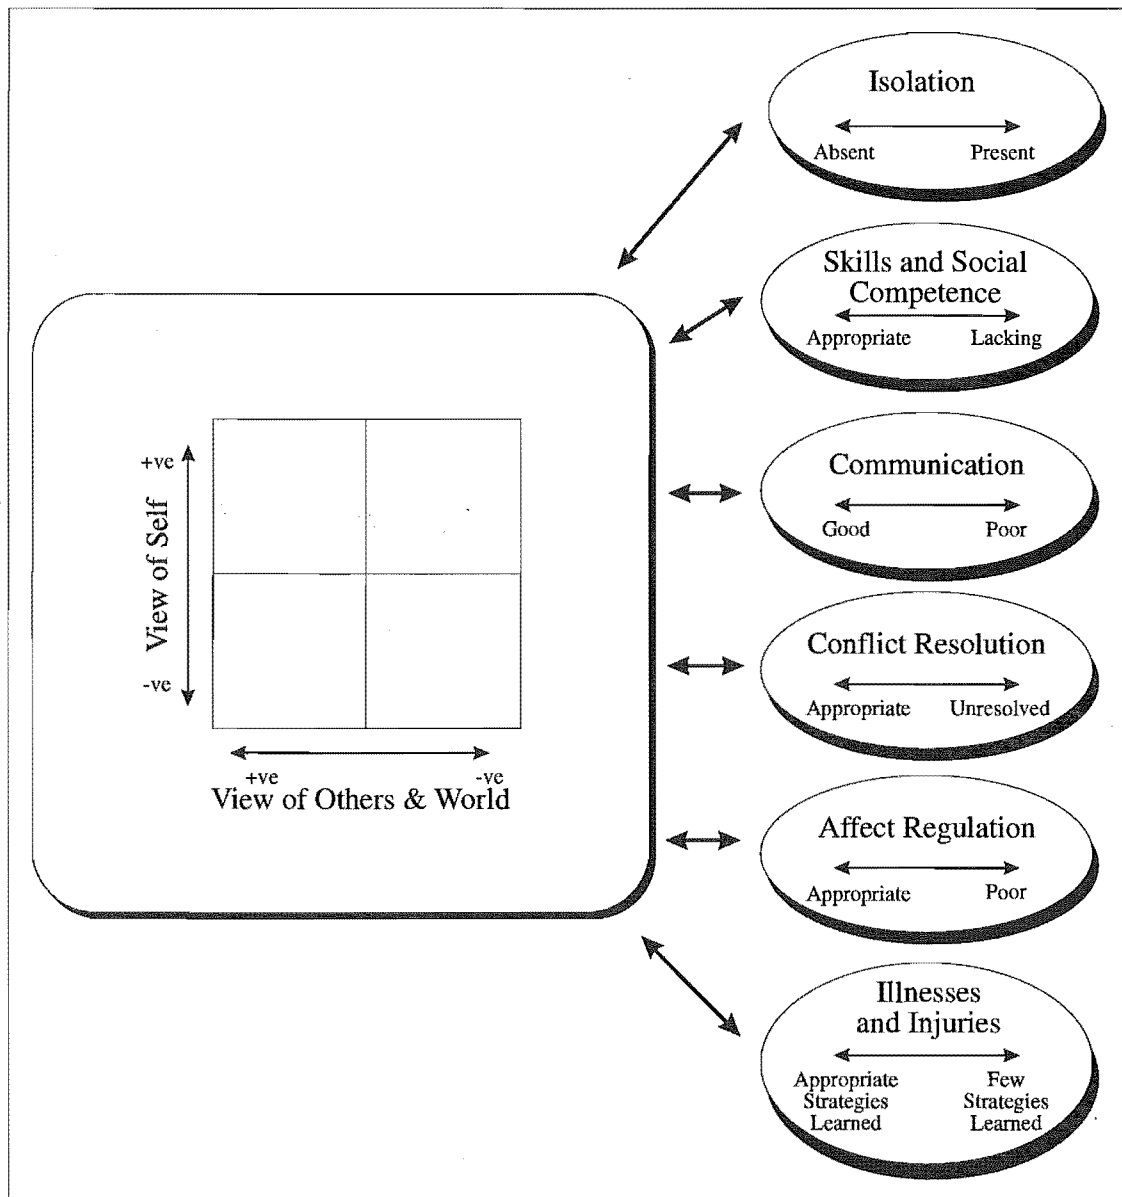 Isolation
Absent Present
Skills and Social
Competence
Appropriate Lacking
Communication
Good Poor
Conflict Resolution
Appropriate Unresolved
Affect Regulation
Appropriate Poor
Illnesses
and Injuries
Appropriate Few
Strategies Strategies
Learned Learned
+ve
View of Self
-ve
+ve -ve
View of Others & World